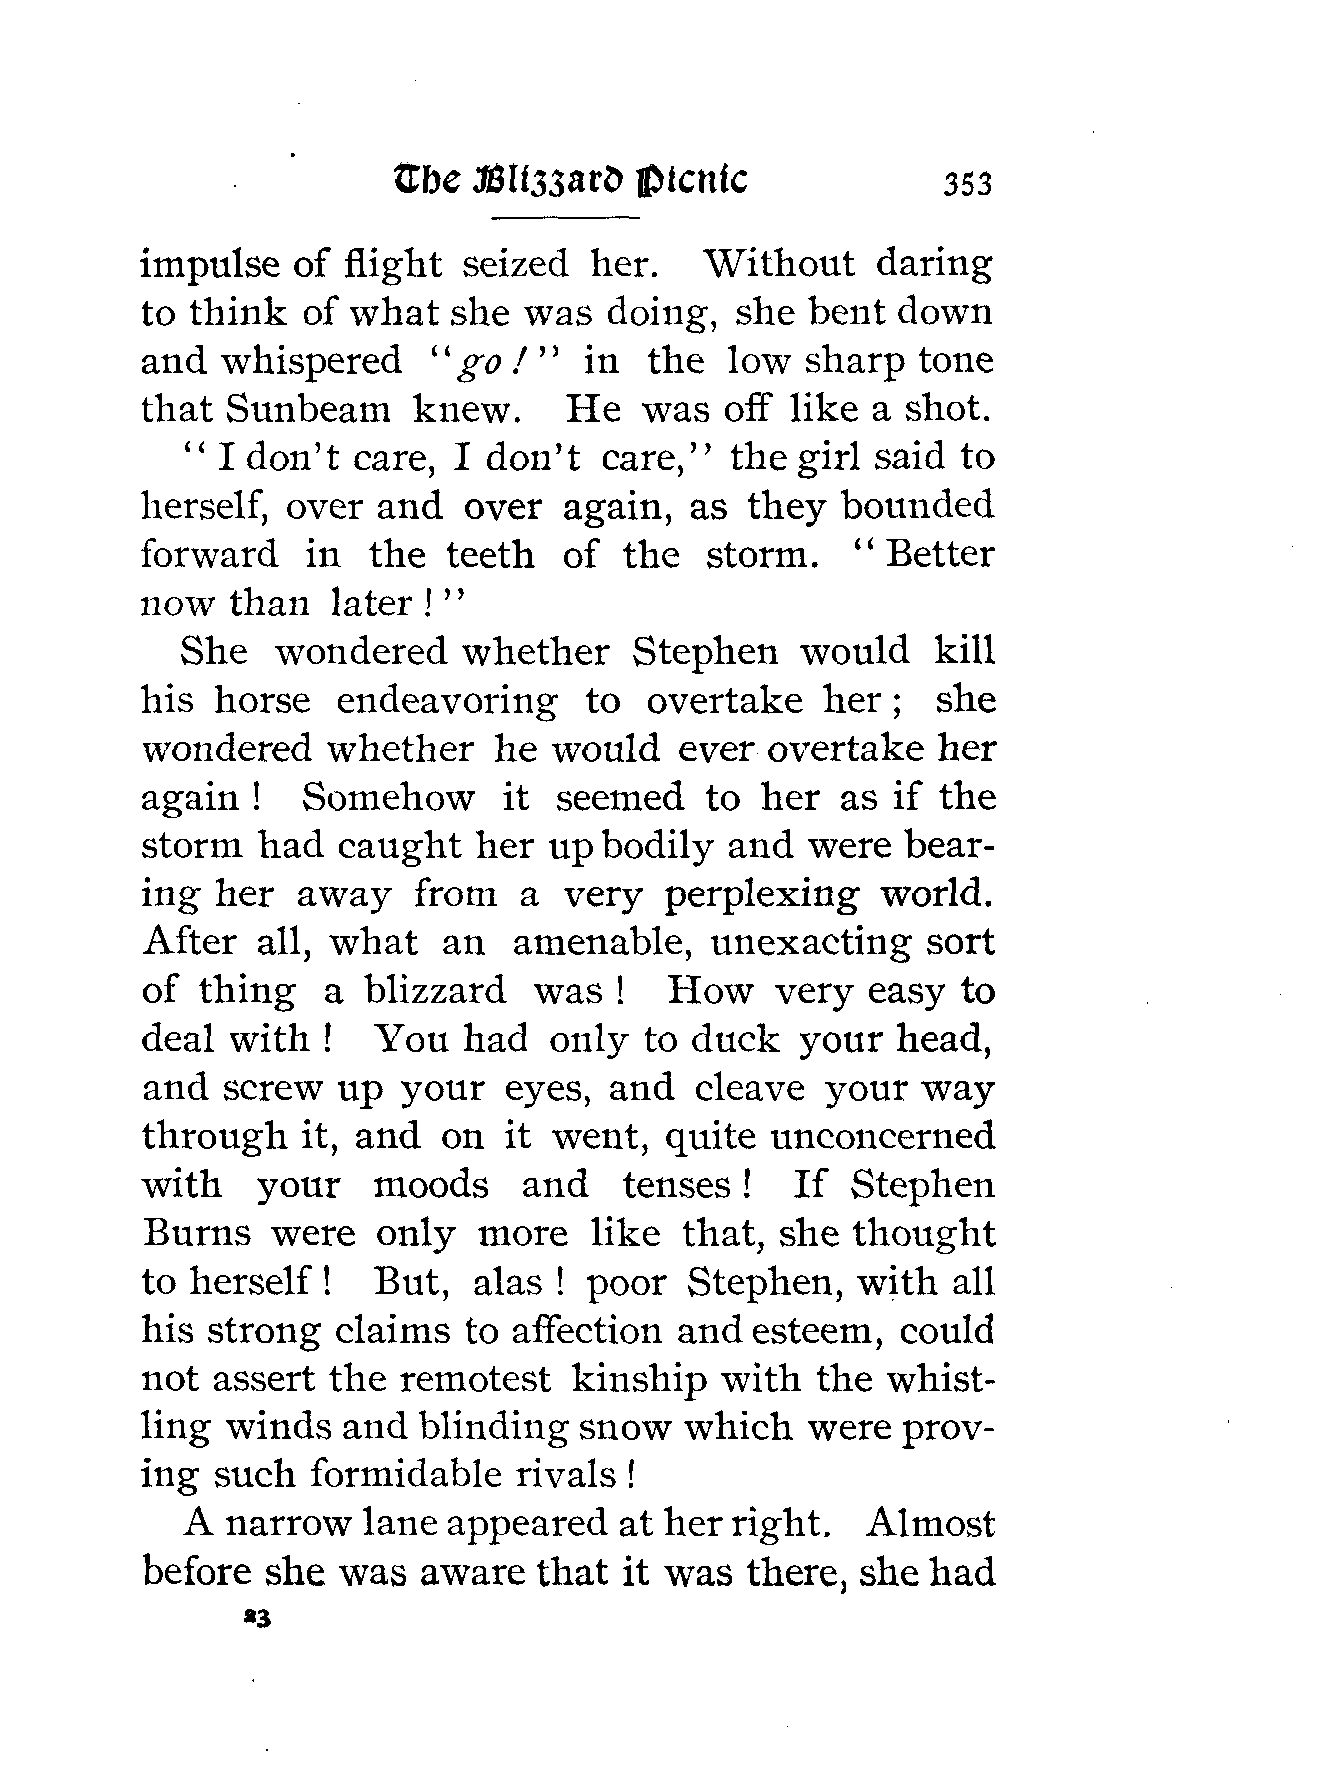 The Blizzard Picnic 353
impulse of flight seized her. Without daring
to think of what she was doing, she bent down
and whispered “go!” in the low sharp tone
that Sunbeam knew. He was off like a shot.
“I don't care, I don't care,” the girl said to
herself, over and over again, as they bounded
forward in the teeth of the storm. “Better
now than later!”
She wondered whether Stephen would kill
his horse endeavoring to overtake her; she
wondered whether he would ever overtake her
again! Somehow it seemed to her as if the
storm had caught her up bodily and were bear-
ing her away from a very perplexing world.
After all, what an amenable, unexacting sort
of thing a blizzard was! How very easy to
deal with! You had only to duck your head,
and screw up your eyes, and cleave your way
through it, and on it went, quite unconcerned
with your moods and tenses! If Stephen
Burns were only more like that, she thought
to herself! But, alas! poor Stephen, with all
his strong claims to affection and esteem, could
not assert the remotest kinship with the whist-
ling winds and blinding snow which were prov-
ing such formidable rivals!
A narrow lane appeared at her right. Almost
before she was aware that it was there, she had
23